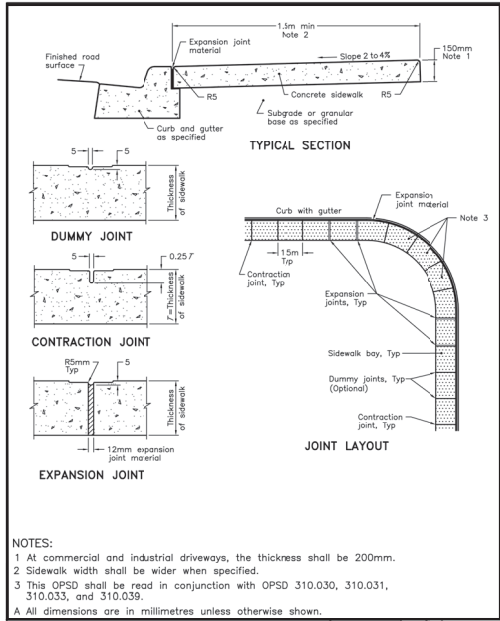 1,5m min
Note 2
Expansion joint
material
Finished road
surface
Slope 2 to 4%
150mm
Note 1
R5
R5
Concrete sidewalk
Curb and gutter
as specified
Subgrade or granular
base as specified
TYPICAL SECTION
5
5
Thickness
of sidewalk
DUMMY JOINT
5
0.25T
T=Thickness
of sidewalk
CONTRACTION JOINT
R5mm
Typ
5
Thickness
of sidewalk
12mm expansion
joint material
EXPANSION JOINT
Curb with gutter
Expansion
joint material
Note 3
15m
Typ
Contraction
joint, Typ
Expansion
joints, Typ
Sidewalk bay, Typ
Dummy joints, Typ
(Optional)
Contraction
joint, Typ
JOINT LAYOUT
NOTES:
1 At commercial and industrial driveways, the thickness shall be 200mm.
2 Sidewalk width shall be wider when specified.
3 This OPSD shall be read in conjunction with OPSD 310.030, 310.031,
310.033, and 310.039.
A All dimensions are in millimetres unless otherwise shown.